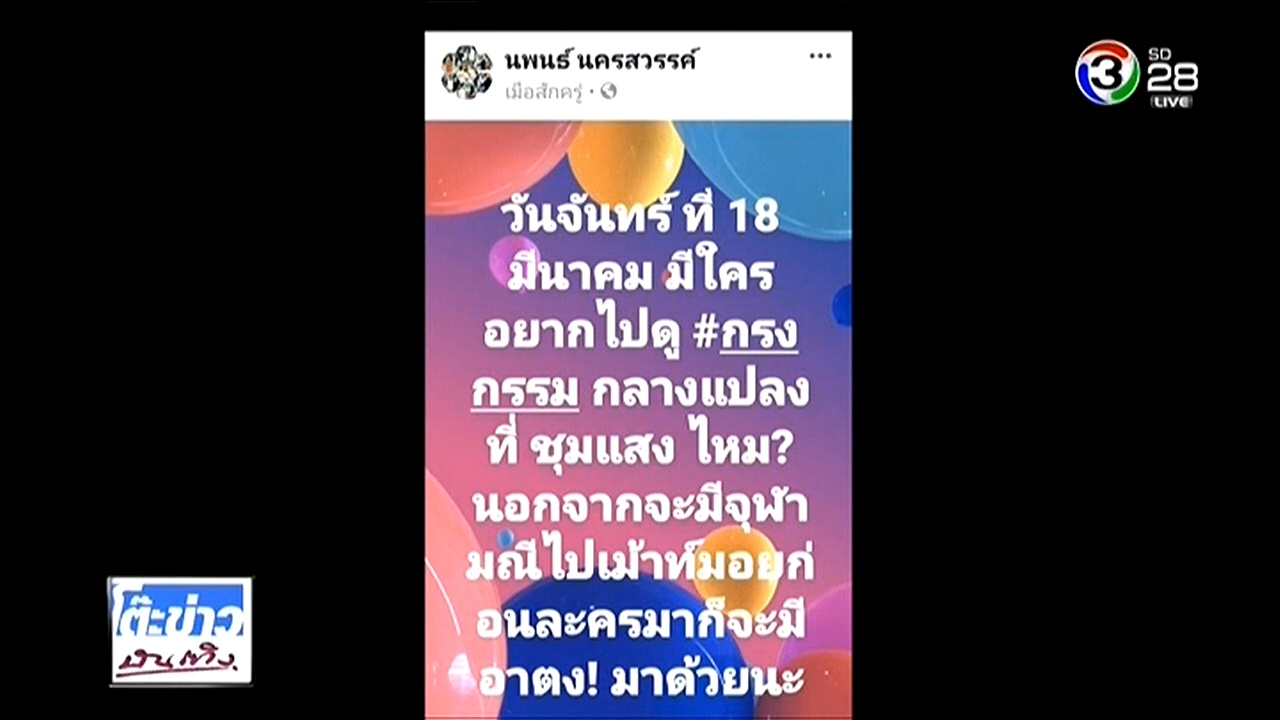 นพนธ์ นครสวรรค์
เมื่อสักครู่
3 SD 28 LIVE
วันจันทร์ ที่ 18
มีนาคม มีใคร
อยากไปดู #กรง
กรรม กลางแปลง
ที่ ชุมแสง ไหม?
นอกจากจะมีจุฬา
มณีไปเม้าท์มอยก่
อนละครมาก็จะมี
อาตง! มาด้วยนะ
โต๊ะข่าว
บันเทิง